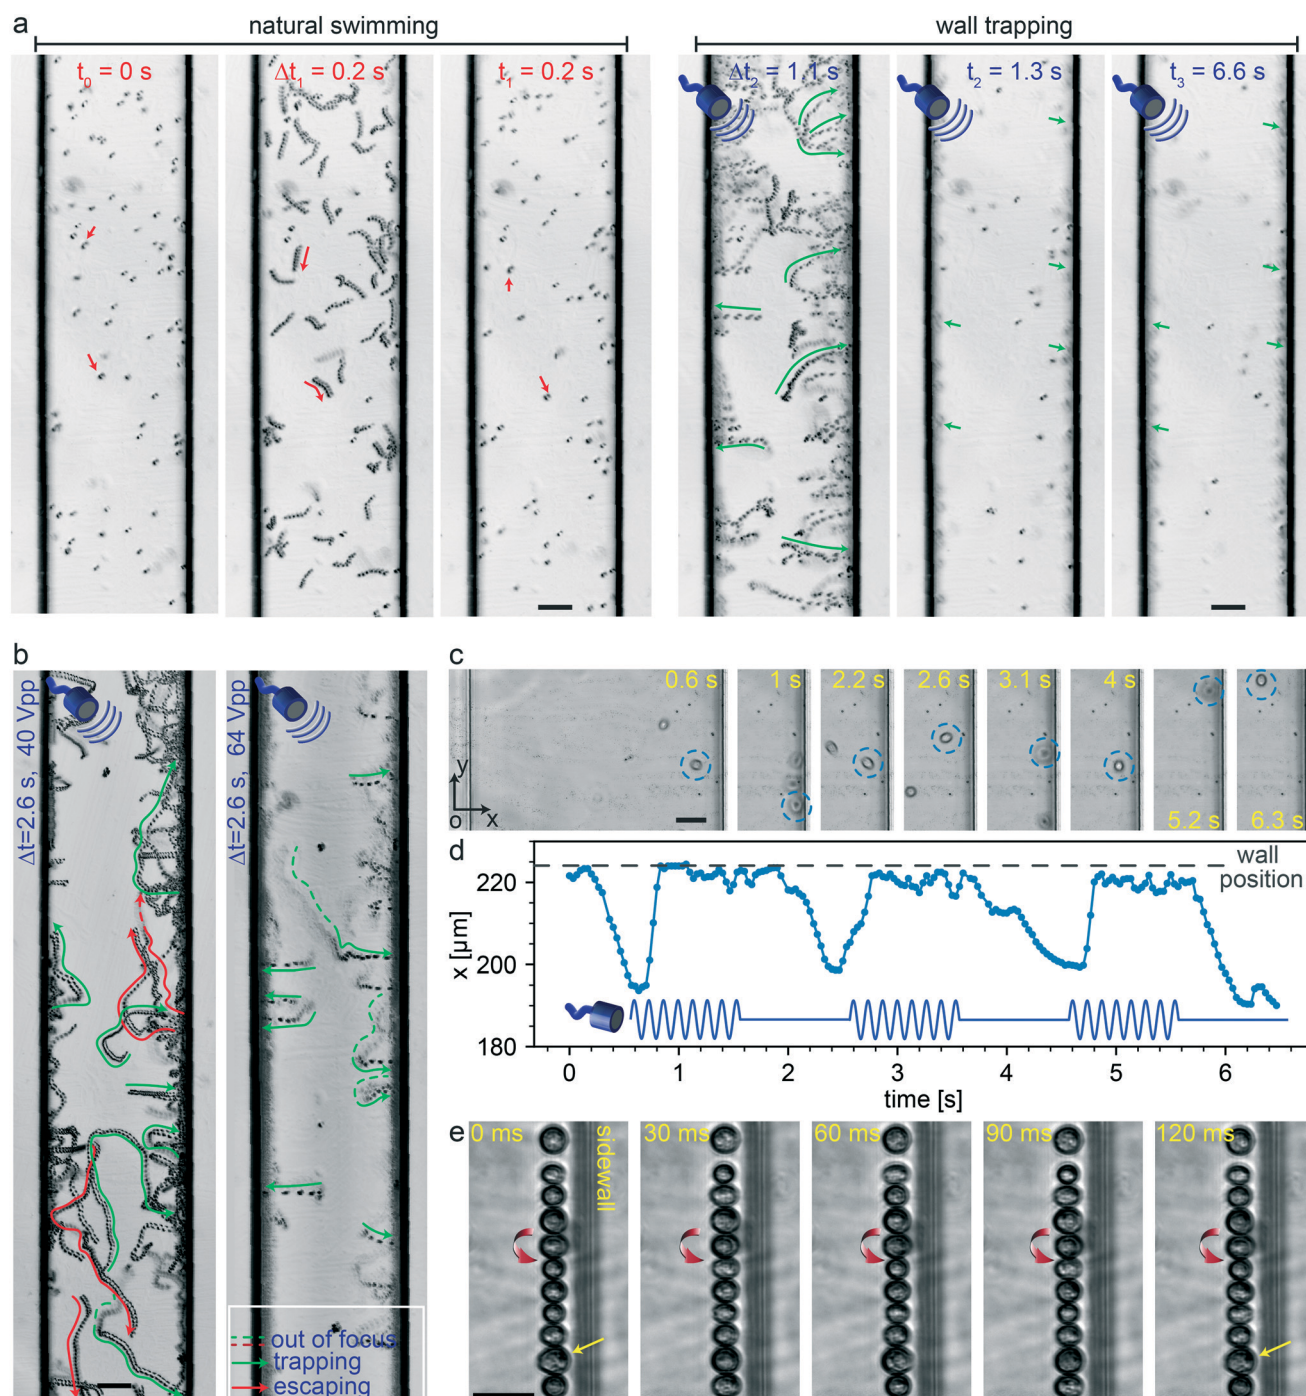 a
natural swimming
wall trapping
t₀ = 0 s
Δt₁ = 0.2 s
t₁ = 0.2 s
Δt₂ = 1.1 s
t₂ = 1.3 s
t₃ = 6.6 s
b
Δt=2.6 s, 40 Vpp
Δt=2.6 s, 64 Vpp
out of focus
trapping
escaping
c
0.6 s
1 s
2.2 s
2.6 s
3.1 s
4 s
5.2 s
6.3 s
y
o
x
d
wall
position
x [µm]
220
200
180
0
1
2
3
4
5
6
time [s]
e
0 ms
30 ms
60 ms
90 ms
120 ms
sidewall